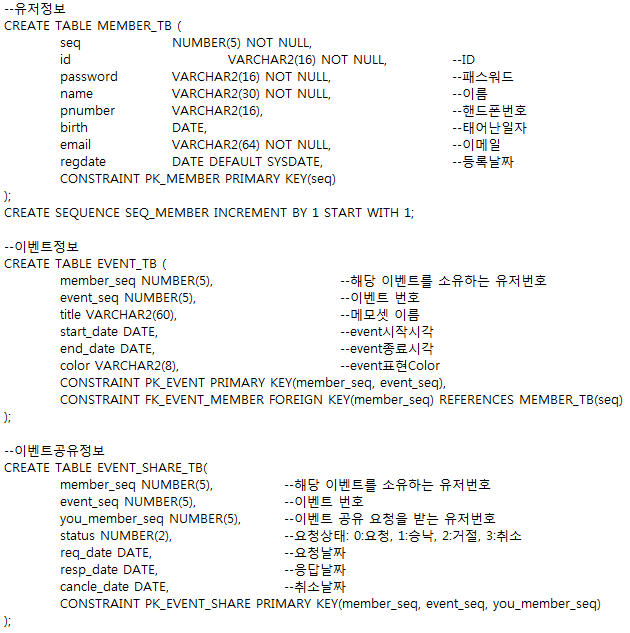 --유저정보
CREATE TABLE MEMBER_TB (
seq NUMBER(5) NOT NULL,
id VARCHAR2(16) NOT NULL, --ID
password VARCHAR2(16) NOT NULL, --패스워드
name VARCHAR2(30) NOT NULL, --이름
pnumber VARCHAR2(16), --핸드폰번호
birth DATE, --태어난일자
email VARCHAR2(64) NOT NULL, --이메일
regdate DATE DEFAULT SYSDATE, --등록날짜
CONSTRAINT PK_MEMBER PRIMARY KEY(seq)
);
CREATE SEQUENCE SEQ_MEMBER INCREMENT BY 1 START WITH 1;
--이벤트정보
CREATE TABLE EVENT_TB (
member_seq NUMBER(5), --해당 이벤트를 소유하는 유저번호
event_seq NUMBER(5), --이벤트 번호
title VARCHAR2(60), --메모셋 이름
start_date DATE, --event시작시각
end_date DATE, --event종료시각
color VARCHAR2(8), --event표현Color
CONSTRAINT PK_EVENT PRIMARY KEY(member_seq, event_seq),
CONSTRAINT FK_EVENT_MEMBER FOREIGN KEY(member_seq) REFERENCES MEMBER_TB(seq)
);
--이벤트공유정보
CREATE TABLE EVENT_SHARE_TB(
member_seq NUMBER(5), --해당 이벤트를 소유하는 유저번호
event_seq NUMBER(5), --이벤트 번호
you_member_seq NUMBER(5), --이벤트 공유 요청을 받는 유저번호
status NUMBER(2), --요청상태: 0:요청, 1:승낙, 2:거절, 3:취소
req_date DATE, --요청날짜
resp_date DATE, --응답날짜
cancle_date DATE, --취소날짜
CONSTRAINT PK_EVENT_SHARE PRIMARY KEY(member_seq, event_seq, you_member_seq)
);